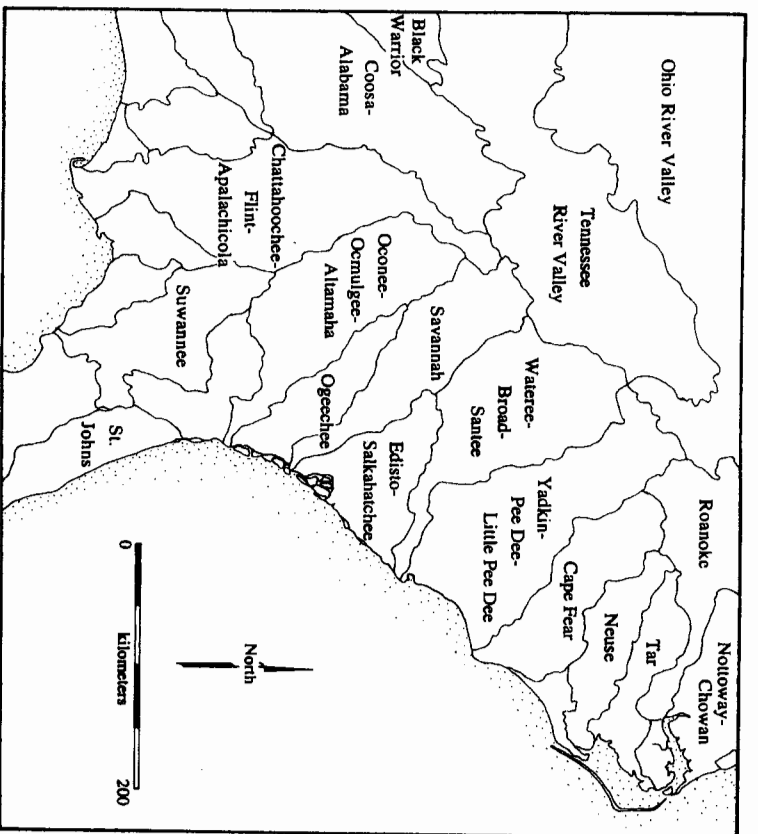 Ohio River Valley
Roanoke
Nottoway-
Chowan
Tar
Neuse
Tennessee
River Valley
Cape Fear
Yadkin-
Pee Dee-
Little Pee Dee
Wateree-
Broad-
Santee
Savannah
Edisto-
Salkahatchee
Black
Warrior
Coosa-
Alabama
Oconee-
Ocmulgee-
Altamaha
Ogeechee
Chattahoochee-
Flint-
Apalachicola
Suwannee
St.
Johns
North
0
200
kilometers